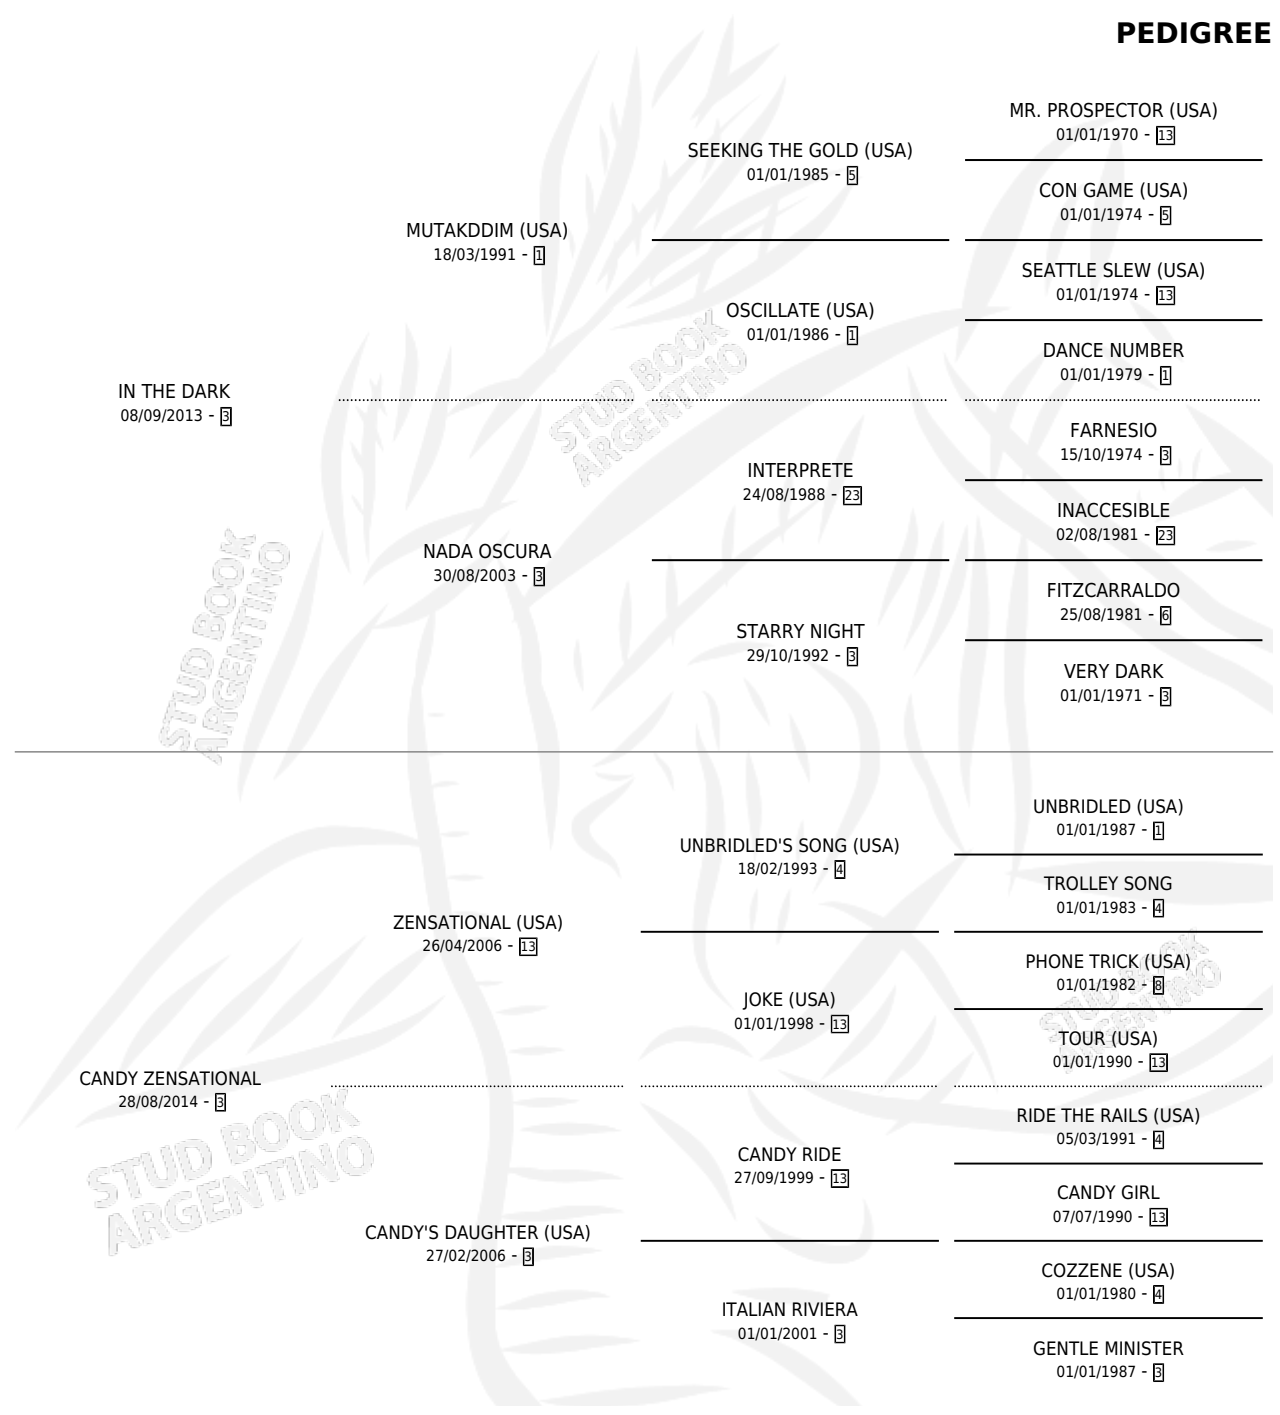 PEDIGREE
MR. PROSPECTOR (USA)
01/01/1970 - 13
SEEKING THE GOLD (USA)
01/01/1985 - 5
CON GAME (USA)
01/01/1974 - 5
MUTAKDDIM (USA)
18/03/1991 - 1
SEATTLE SLEW (USA)
01/01/1974 - 13
OSCILLATE (USA)
01/01/1986 - 1
DANCE NUMBER
01/01/1979 - 1
IN THE DARK
08/09/2013 - 3
FARNESIO
15/10/1974 - 3
INTERPRETE
24/08/1988 - 23
INACCESIBLE
02/08/1981 - 23
NADA OSCURA
30/08/2003 - 3
FITZCARRALDO
25/08/1981 - 6
STARRY NIGHT
29/10/1992 - 3
VERY DARK
01/01/1971 - 3
UNBRIDLED (USA)
01/01/1987 - 1
UNBRIDLED'S SONG (USA)
18/02/1993 - 4
TROLLEY SONG
01/01/1983 - 4
ZENSATIONAL (USA)
26/04/2006 - 13
PHONE TRICK (USA)
01/01/1982 - 8
JOKE (USA)
01/01/1998 - 13
TOUR (USA)
01/01/1990 - 13
CANDY ZENSATIONAL
28/08/2014 - 3
RIDE THE RAILS (USA)
05/03/1991 - 4
CANDY RIDE
27/09/1999 - 13
CANDY GIRL
07/07/1990 - 13
CANDY'S DAUGHTER (USA)
27/02/2006 - 3
COZZENE (USA)
01/01/1980 - 4
ITALIAN RIVIERA
01/01/2001 - 3
GENTLE MINISTER
01/01/1987 - 3
STUD BOOK
ARGENTINO
STUD BOOK
ARGENTINO
STUD BOOK
ARGENTINO
STUD BOOK
ARGENTINO